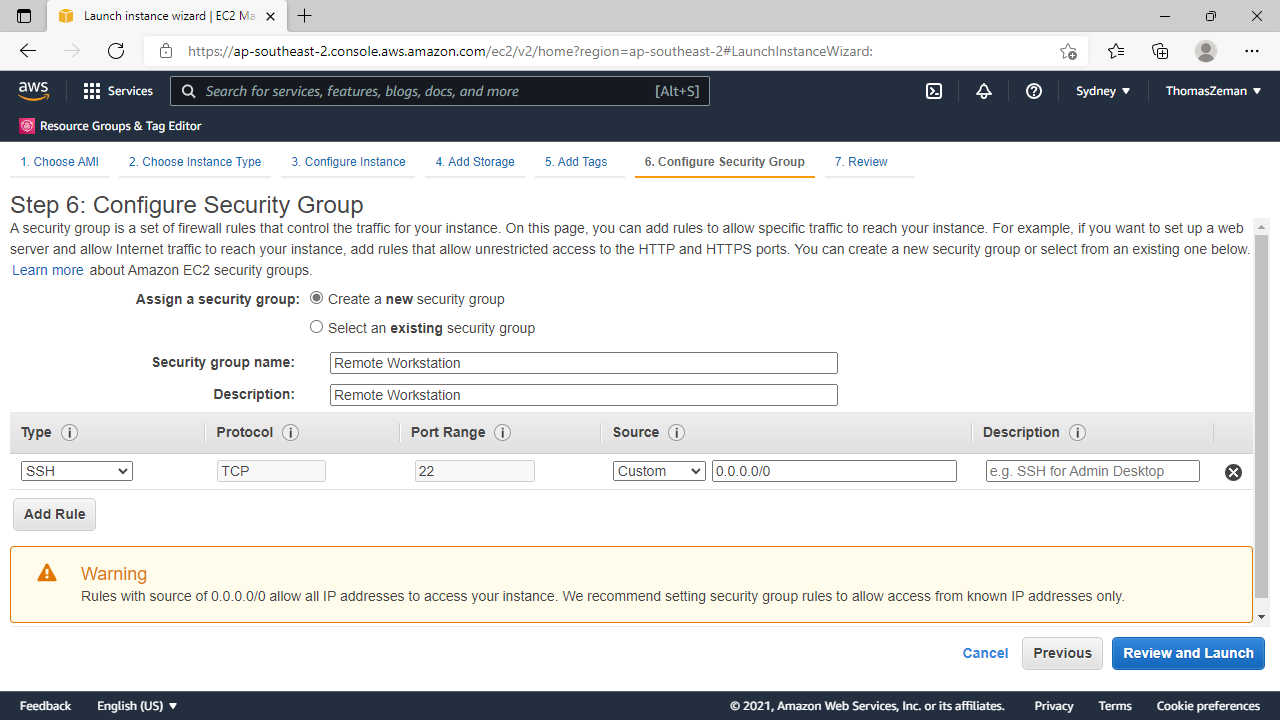 Launch instance wizard | EC2 Ma
https://ap-southeast-2.console.aws.amazon.com/ec2/v2/home?region=ap-southeast-2#LaunchInstanceWizard:
aws Services Search for services, features, blogs, docs, and more [Alt+S] Sydney ThomasZeman
Resource Groups & Tag Editor
1. Choose AMI 2. Choose Instance Type 3. Configure Instance 4. Add Storage 5. Add Tags 6. Configure Security Group 7. Review
Step 6: Configure Security Group
A security group is a set of firewall rules that control the traffic for your instance. On this page, you can add rules to allow specific traffic to reach your instance. For example, if you want to set up a web
server and allow Internet traffic to reach your instance, add rules that allow unrestricted access to the HTTP and HTTPS ports. You can create a new security group or select from an existing one below.
Learn more about Amazon EC2 security groups.
Assign a security group: Create a new security group
Select an existing security group
Security group name: Remote Workstation
Description: Remote Workstation
Type Protocol Port Range Source Description
SSH TCP 22 Custom 0.0.0.0/0 e.g. SSH for Admin Desktop
Add Rule
Warning
Rules with source of 0.0.0.0/0 allow all IP addresses to access your instance. We recommend setting security group rules to allow access from known IP addresses only.
Cancel Previous Review and Launch
Feedback English (US) © 2021, Amazon Web Services, Inc. or its affiliates. Privacy Terms Cookie preferences